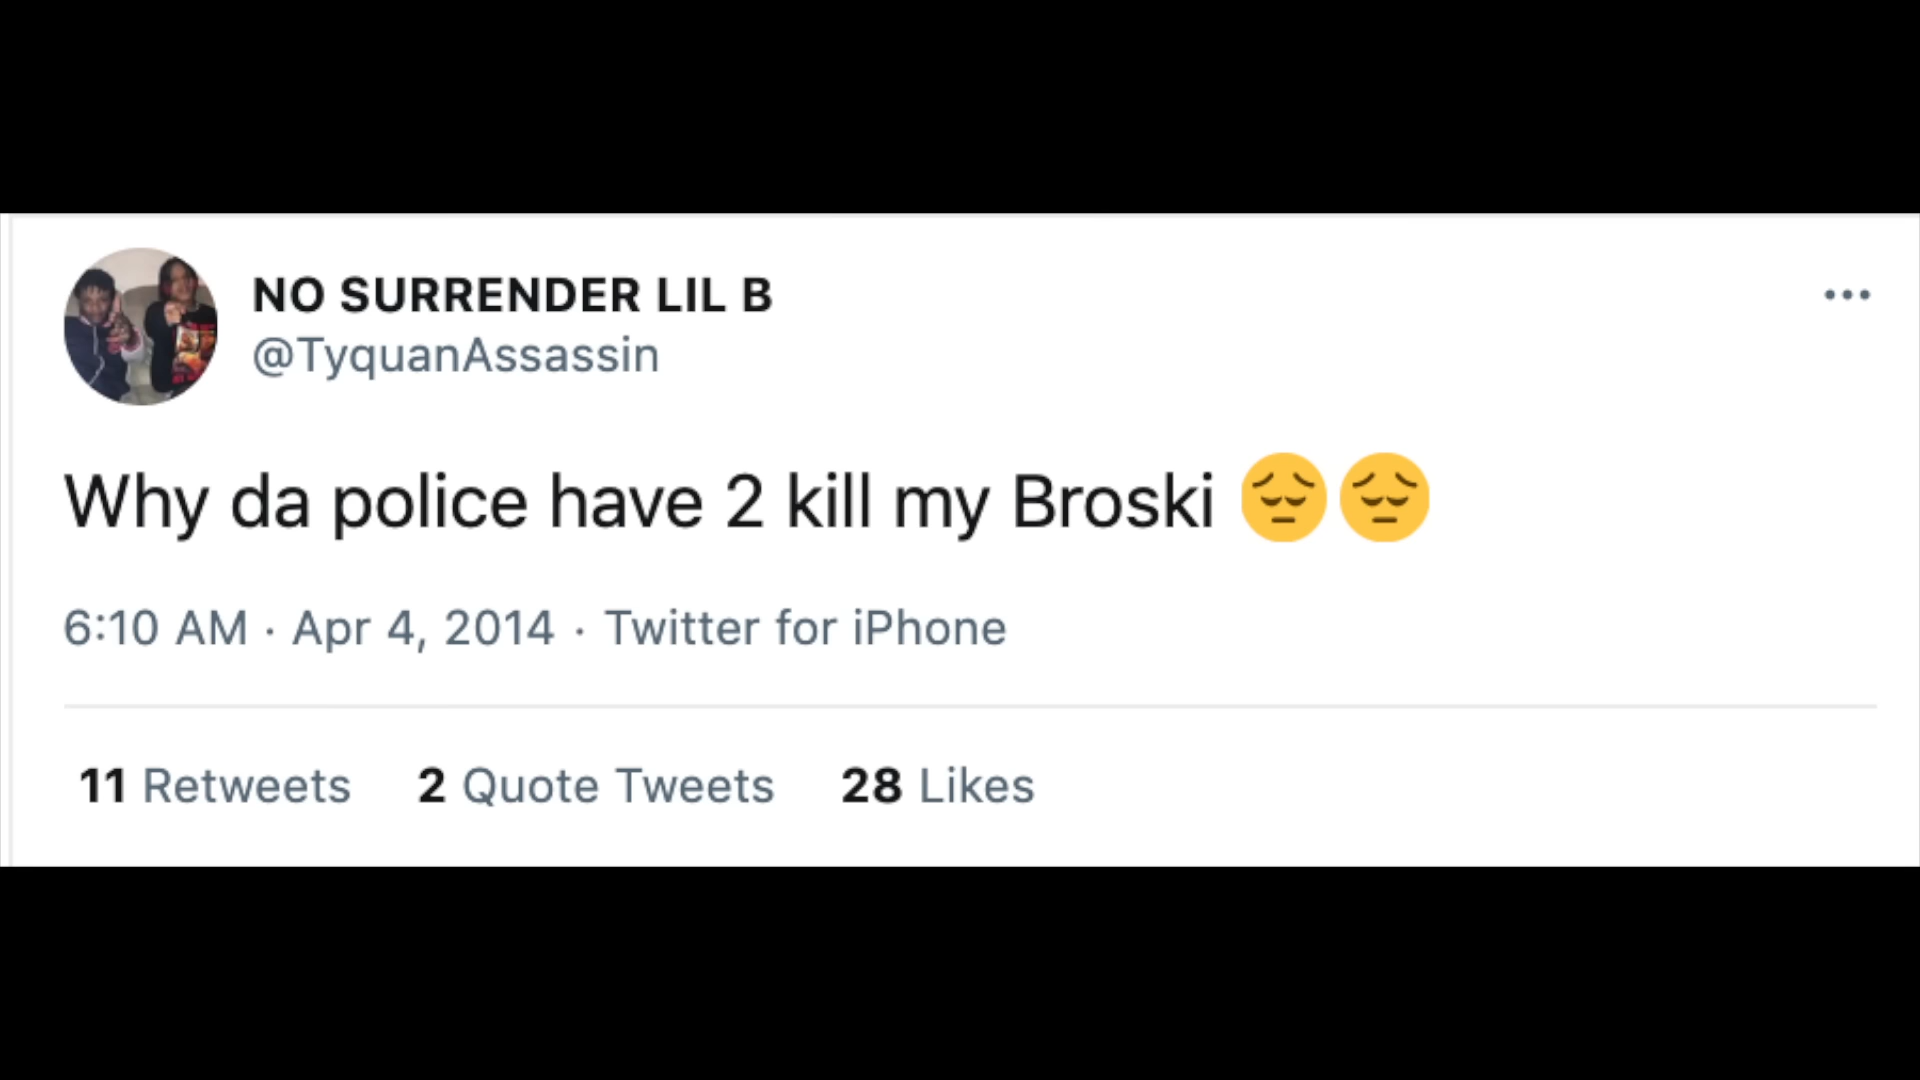 NO SURRENDER LIL B
@TyquanAssassin
Why da police have 2 kill my Broski 😔😔
6:10 AM · Apr 4, 2014 · Twitter for iPhone
11 Retweets 2 Quote Tweets 28 Likes